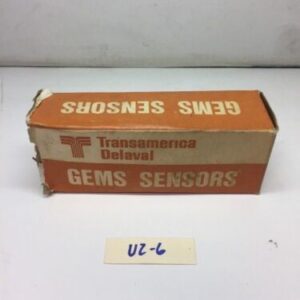 GEMS SENSORS
Transamerica
Delaval
GEMS SENSORS
U2-6